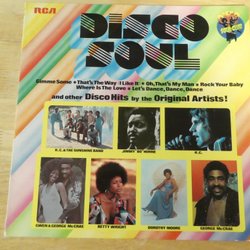 RCA
DISCO
SOUL
Gimme Some • That's The Way (I Like It) • Oh, That's My Man • Rock Your Baby
Where Is The Love • Let's Dance, Dance, Dance
and other Disco Hits by the Original Artists!
K.C. & THE SUNSHINE BAND
JIMMY "BO" HORNE
K.C.
GWEN & GEORGE McCRAE
BETTY WRIGHT
DOROTHY MOORE
GEORGE McCRAE